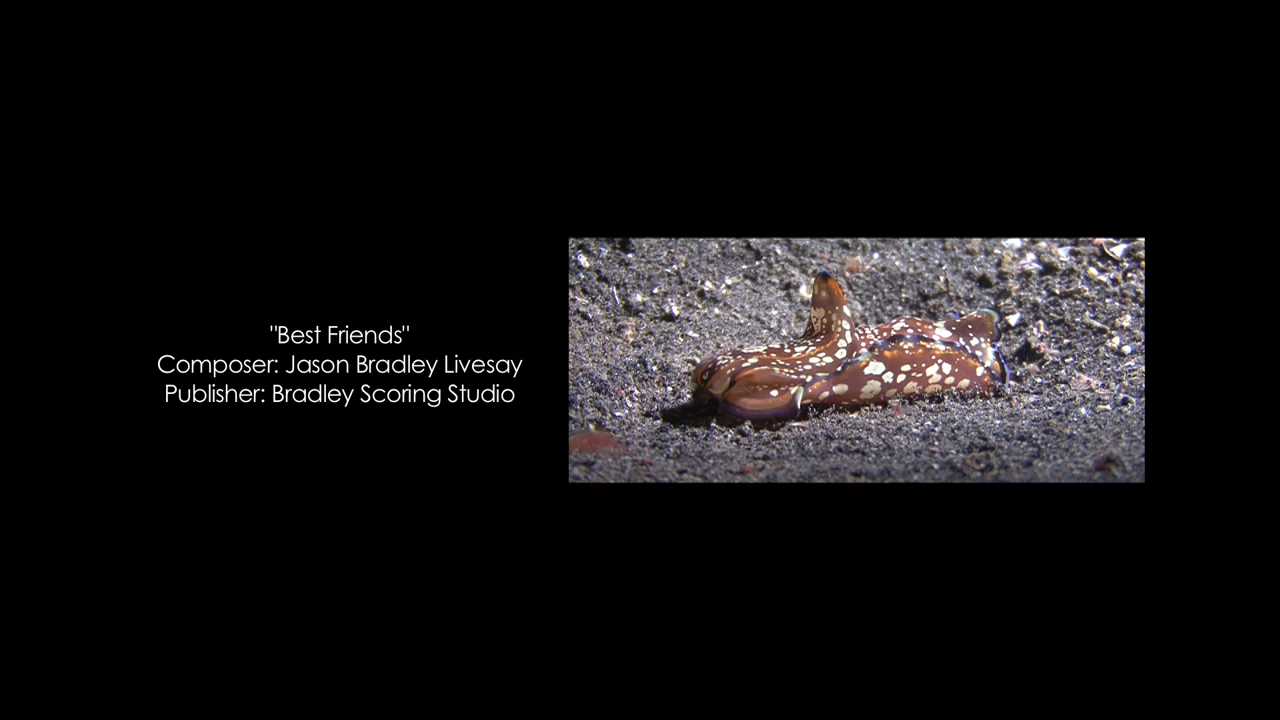 "Best Friends"
Composer: Jason Bradley Livesay
Publisher: Bradley Scoring Studio